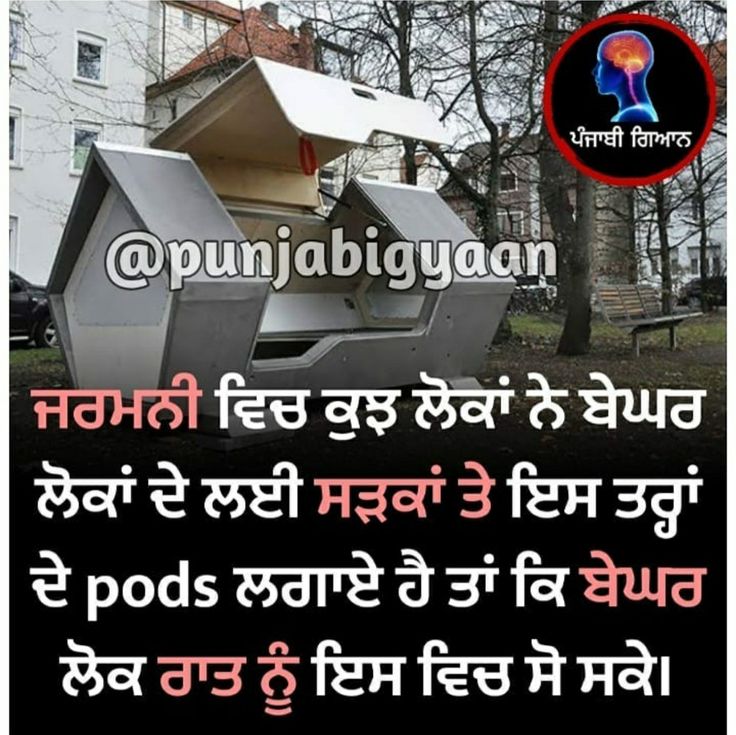 ਪੰਜਾਬੀ ਗਿਆਨ
@punjabigyaan
ਜਰਮਨੀ ਵਿਚ ਕੁਝ ਲੋਕਾਂ ਨੇ ਬੇਘਰ
ਲੋਕਾਂ ਦੇ ਲਈ ਸੜਕਾਂ ਤੇ ਇਸ ਤਰ੍ਹਾਂ
ਦੇ pods ਲਗਾਏ ਹੈ ਤਾਂ ਕਿ ਬੇਘਰ
ਲੋਕ ਰਾਤ ਨੂੰ ਇਸ ਵਿਚ ਸੋ ਸਕੇ।